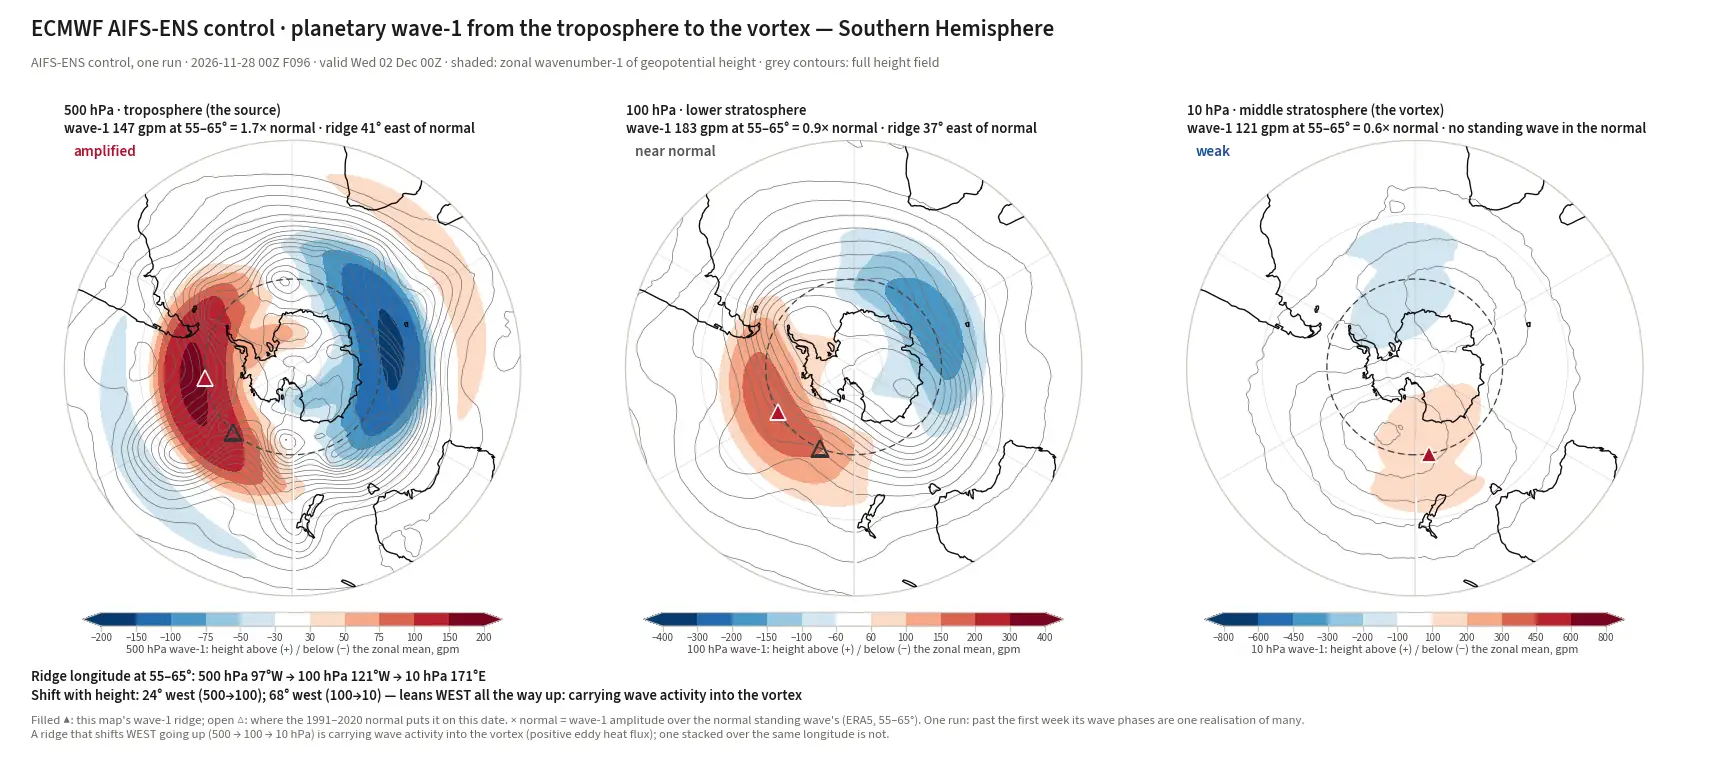 ECMWF AIFS-ENS control · planetary wave-1 from the troposphere to the vortex — Southern Hemisphere
AIFS-ENS control, one run · 2026-11-28 00Z F096 · valid Wed 02 Dec 00Z · shaded: zonal wavenumber-1 of geopotential height · grey contours: full height field
500 hPa · troposphere (the source)
wave-1 147 gpm at 55–65° = 1.7× normal · ridge 41° east of normal
amplified
100 hPa · lower stratosphere
wave-1 183 gpm at 55–65° = 0.9× normal · ridge 37° east of normal
near normal
10 hPa · middle stratosphere (the vortex)
wave-1 121 gpm at 55–65° = 0.6× normal · no standing wave in the normal
weak
−200 −150 −100 −75 −50 −30 30 50 75 100 150 200
500 hPa wave-1: height above (+) / below (−) the zonal mean, gpm
−400 −300 −200 −150 −100 −60 60 100 150 200 300 400
100 hPa wave-1: height above (+) / below (−) the zonal mean, gpm
−800 −600 −450 −300 −200 −100 100 200 300 450 600 800
10 hPa wave-1: height above (+) / below (−) the zonal mean, gpm
Ridge longitude at 55–65°: 500 hPa 97°W → 100 hPa 121°W → 10 hPa 171°E
Shift with height: 24° west (500→100); 68° west (100→10) — leans WEST all the way up: carrying wave activity into the vortex
Filled ▲: this map's wave-1 ridge; open △: where the 1991–2020 normal puts it on this date. × normal = wave-1 amplitude over the normal standing wave's (ERA5, 55–65°). One run: past the first week its wave phases are one realisation of many.
A ridge that shifts WEST going up (500 → 100 → 10 hPa) is carrying wave activity into the vortex (positive eddy heat flux); one stacked over the same longitude is not.